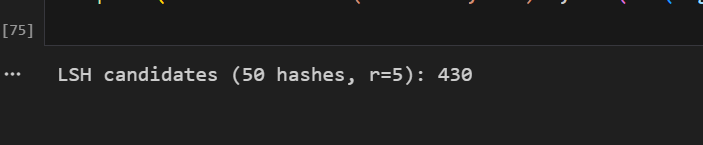 [75]
... LSH candidates (50 hashes, r=5): 430